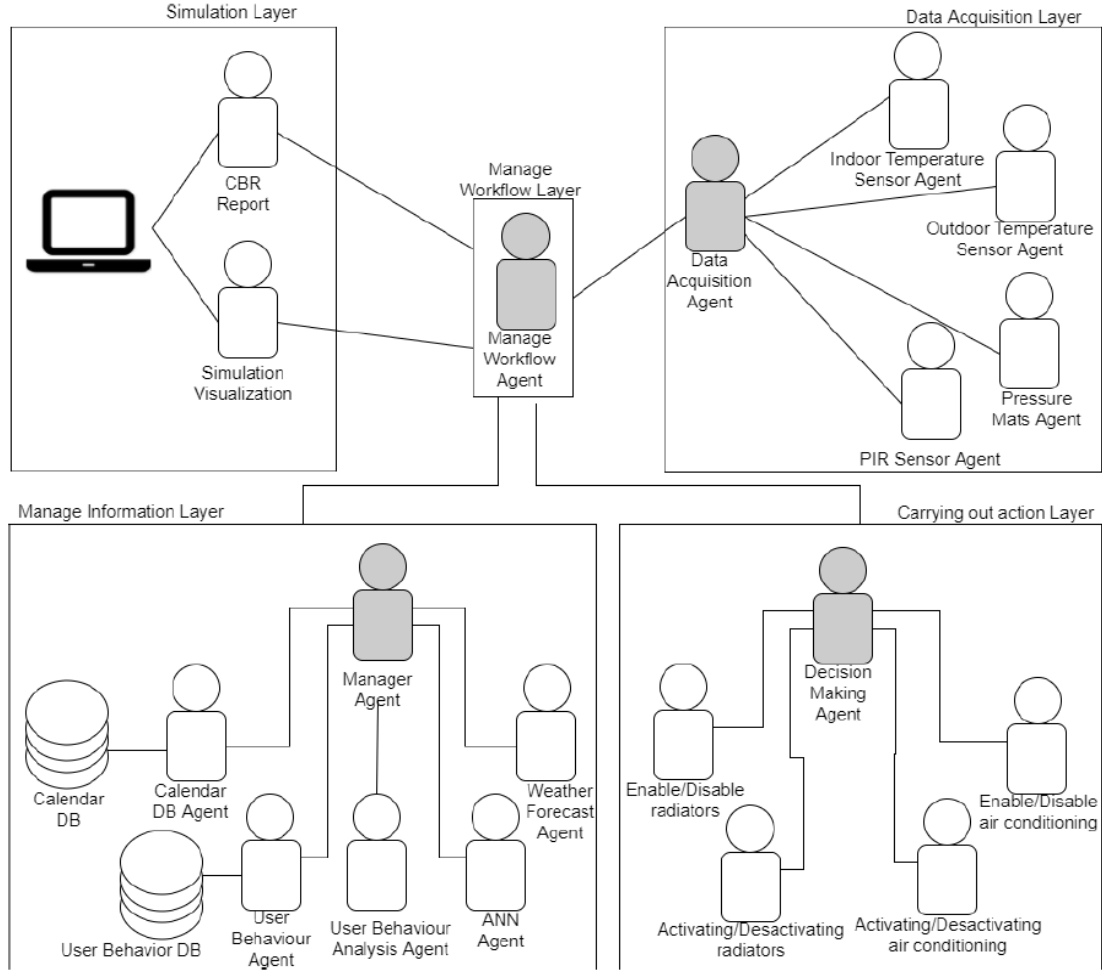 Simulation Layer
CBR
Report
Simulation
Visualization
Manage
Workflow Layer
Manage
Workflow
Agent
Data Acquisition Layer
Data
Acquisition
Agent
Indoor Temperature
Sensor Agent
Outdoor Temperature
Sensor Agent
Pressure
Mats Agent
PIR Sensor Agent
Manage Information Layer
Manager
Agent
Calendar
DB
Calendar
DB Agent
Weather
Forecast
Agent
User Behavior DB
User
Behaviour
Agent
User Behaviour
Analysis Agent
ANN
Agent
Carrying out action Layer
Decision
Making
Agent
Enable/Disable
radiators
Enable/Disable
air conditioning
Activating/Desactivating
radiators
Activating/Desactivating
air conditioning